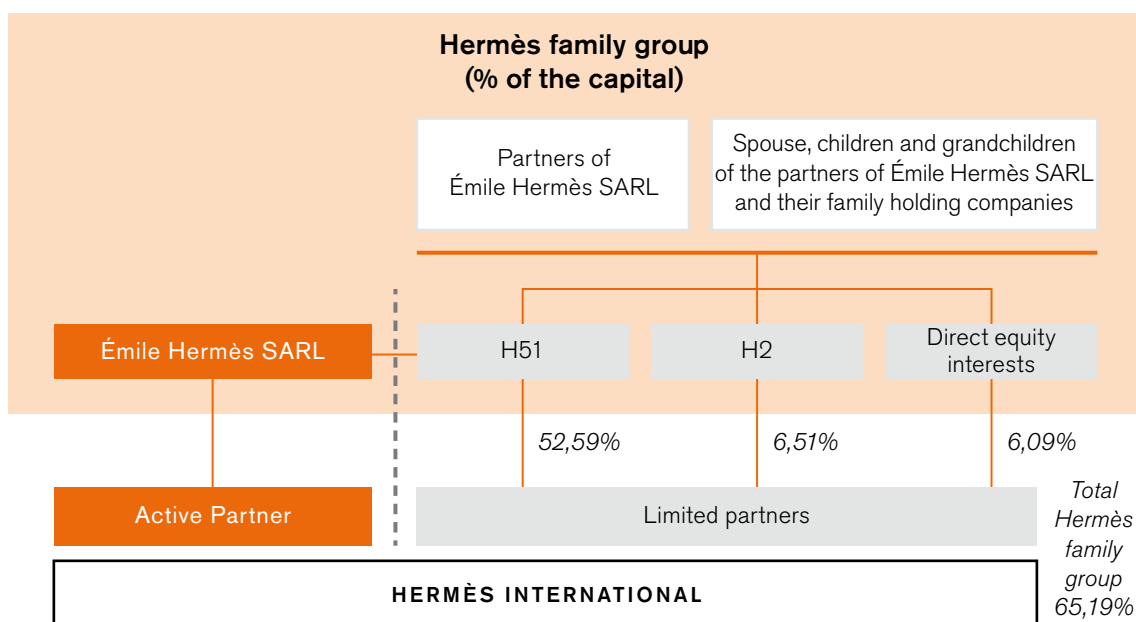 Hermès family group
(% of the capital)
Partners of
Émile Hermès SARL
Spouse, children and grandchildren
of the partners of Émile Hermès SARL
and their family holding companies
Émile Hermès SARL
H51
H2
Direct equity
interests
52,59%
6,51%
6,09%
Active Partner
Limited partners
Total
Hermès
family
group
65,19%
HERMÈS INTERNATIONAL